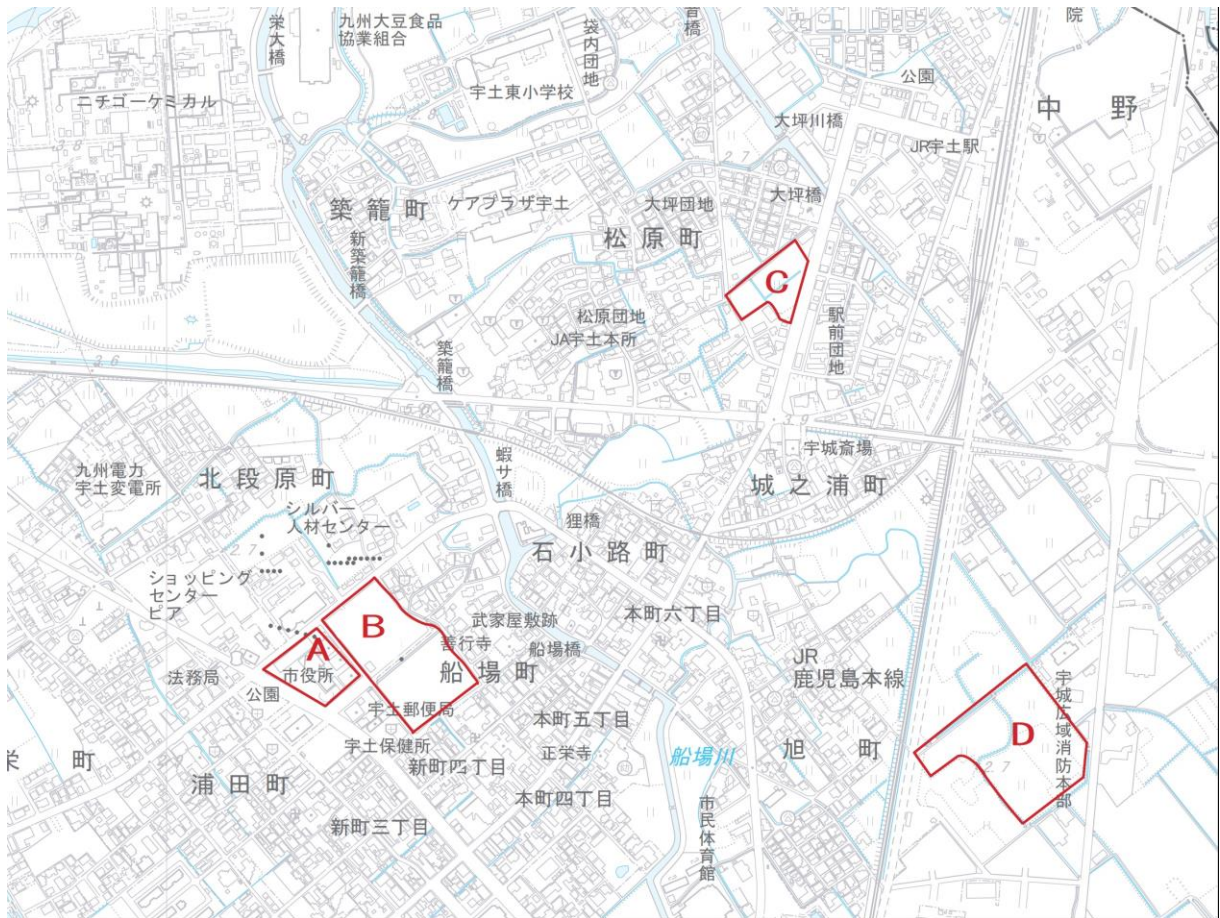 栄大橋
九州大豆食品
協業組合
袋内団地
音橋
院
ニチゴーケミカル
宇土東小学校
公園
中野
大坪川橋
JR宇土駅
38
27
築籠町
ケアプラザ宇土
大坪団地
大坪橋
新築籠橋
松原町
C
松原団地
JA宇土本所
駅前団地
築籠橋
36
宇城斎場
九州電力
宇土変電所
北段原町
蝦サ橋
城之浦町
シルバー
人材センター
狸橋
石小路町
27
ショッピング
センター
ピア
B
武家屋敷跡
本町六丁目
A
善行寺
船場橋
法務局
市役所
船場町
JR
鹿児島本線
公園
宇土郵便局
宇城広域消防本部
D
27
宇土保健所
本町五丁目
栄町
新町四丁目
正栄寺
船場川
旭町
浦田町
本町四丁目
市民体育館
新町三丁目